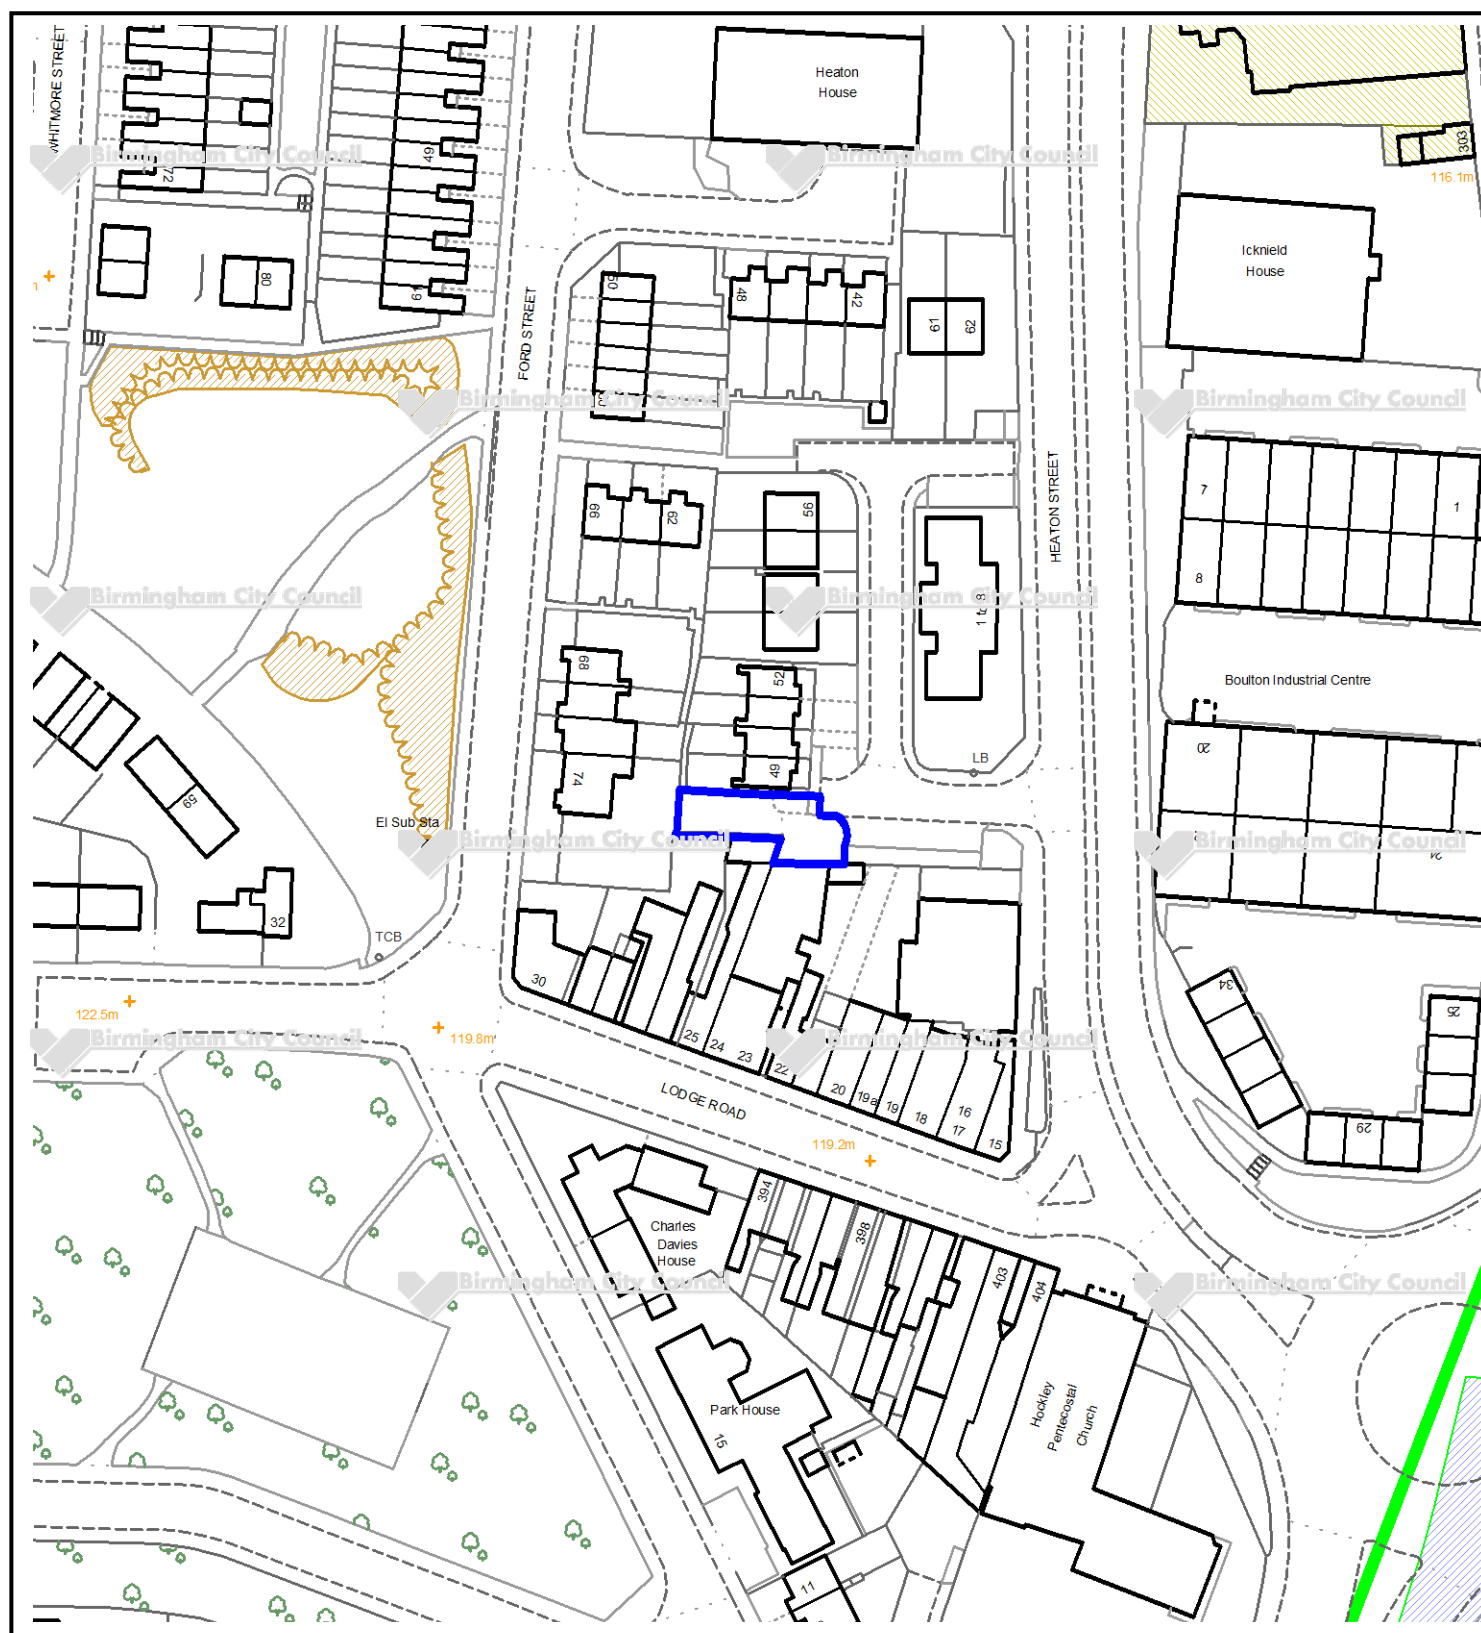 WHITMORE STREET
49
Heaton
House
303
Birmingham City Council
Birmingham City Council
72
116.1m
Icknield
House
80
50
48
42
49
61
62
FORD STREET
Birmingham City Council
Birmingham City Council
HEATON STREET
7
1
66
62
56
8
Birmingham City Council
Birmingham City Council
1 to 8
68
52
Boulton Industrial Centre
20
74
49
LB
59
El Sub Sta
Birmingham City Council
Birmingham City Council
24
32
TCB
30
34
122.5m
119.8m
25
24
23
22
Birmingham City Council
Birmingham City Council
LODGE ROAD
20
19a
19
18
16
17
15
29
119.2m
394
398
Charles
Davies
House
403
404
Birmingham City Council
Birmingham City Council
Park House
15
Hockley
Pentecostal
Church
11